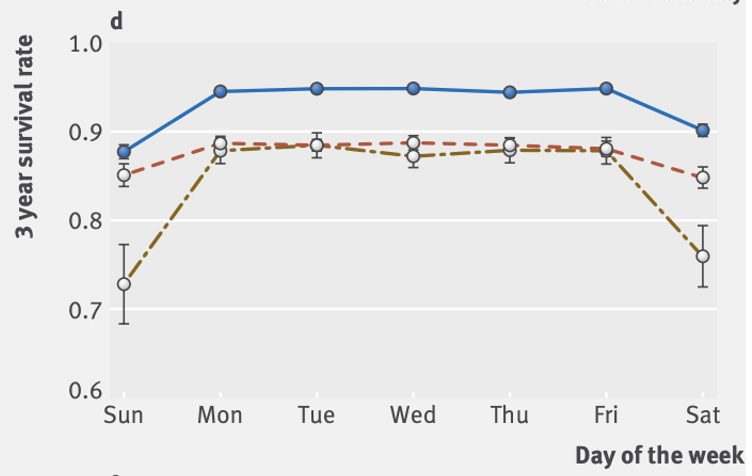 d
3 year survival rate
1.0
0.9
0.8
0.7
0.6
Sun Mon Tue Wed Thu Fri Sat
Day of the week